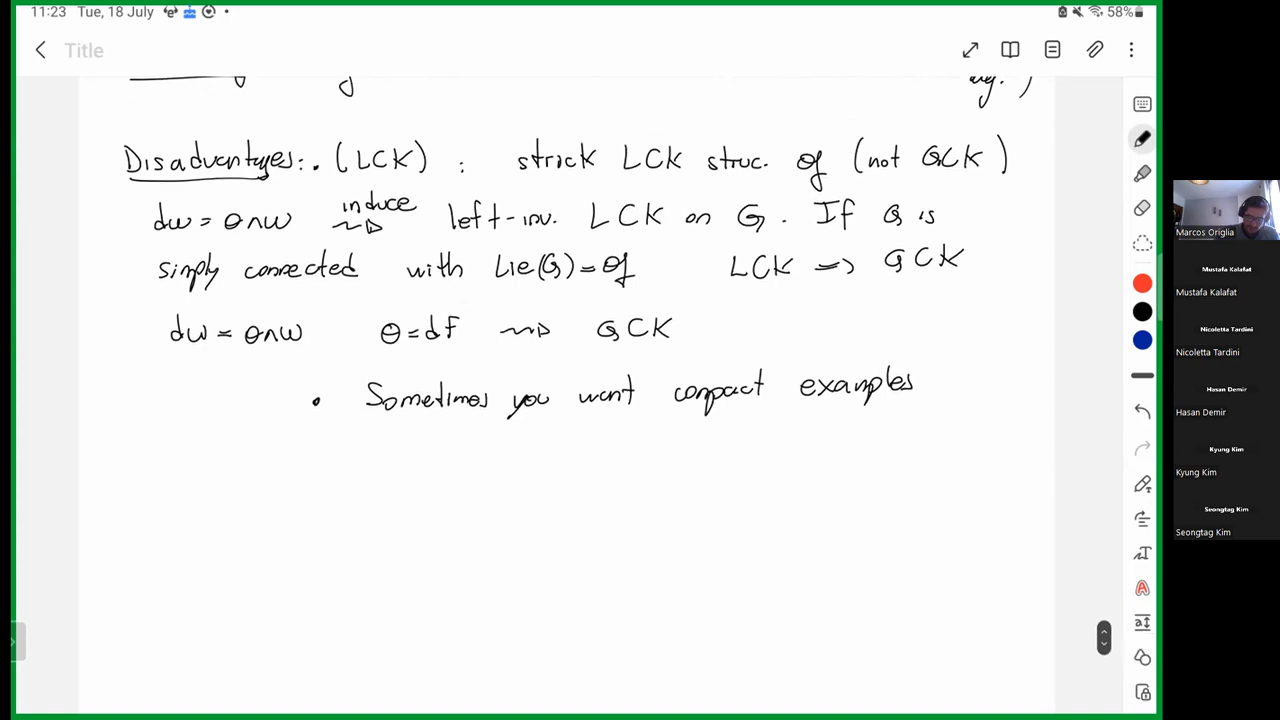 11:23 Tue, 18 July
58%
Title
Disadvantages: . (LCK) : strick LCK struc. og (not GCK)
dω = θ∧ω induce ⇝ left-inv. LCK on G. If G is
simply connected with Lie(G)=og LCK => GCK
dω = θ∧ω θ=df ⇝ GCK
• Sometimes you want compact examples
Marcos Origlia
Mustafa Kalafat
Mustafa Kalafat
Nicoletta Tardini
Nicoletta Tardini
Hasan Demir
Hasan Demir
Kyung Kim
Kyung Kim
Seongtag Kim
Seongtag Kim